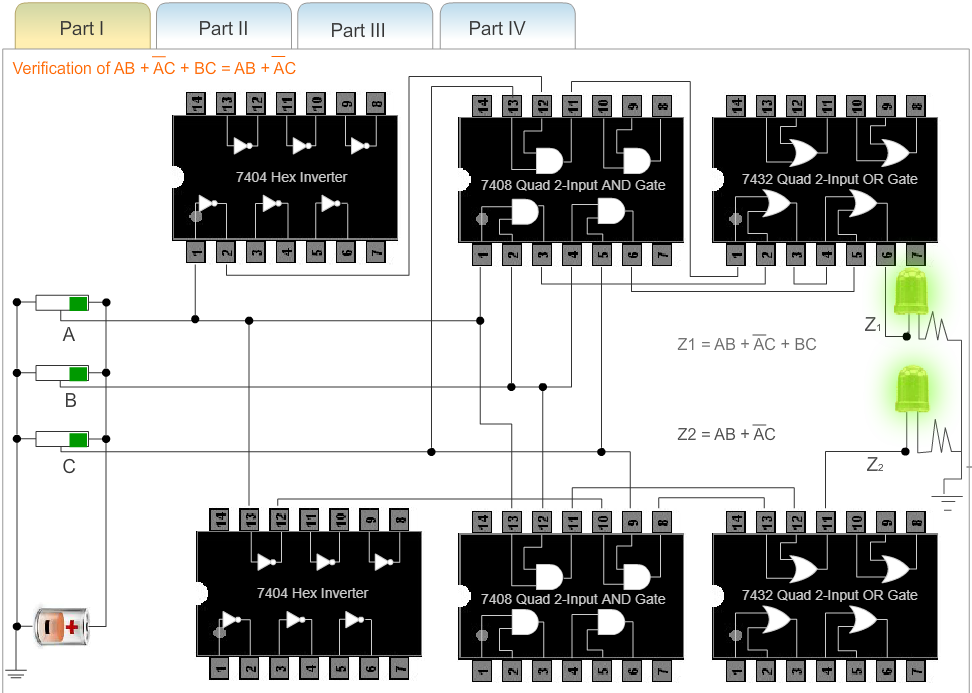 Part I
Part II
Part III
Part IV
Verification of AB + A̅C + BC = AB + A̅C
14 13 12 11 10 9 8
7404 Hex Inverter
1 2 3 4 5 6 7
14 13 12 11 10 9 8
7408 Quad 2-Input AND Gate
1 2 3 4 5 6 7
14 13 12 11 10 9 8
7432 Quad 2-Input OR Gate
1 2 3 4 5 6 7
A
B
C
Z1
Z1 = AB + A̅C + BC
Z2 = AB + A̅C
Z2
14 13 12 11 10 9 8
7404 Hex Inverter
1 2 3 4 5 6 7
14 13 12 11 10 9 8
7408 Quad 2-Input AND Gate
1 2 3 4 5 6 7
14 13 12 11 10 9 8
7432 Quad 2-Input OR Gate
1 2 3 4 5 6 7
- +